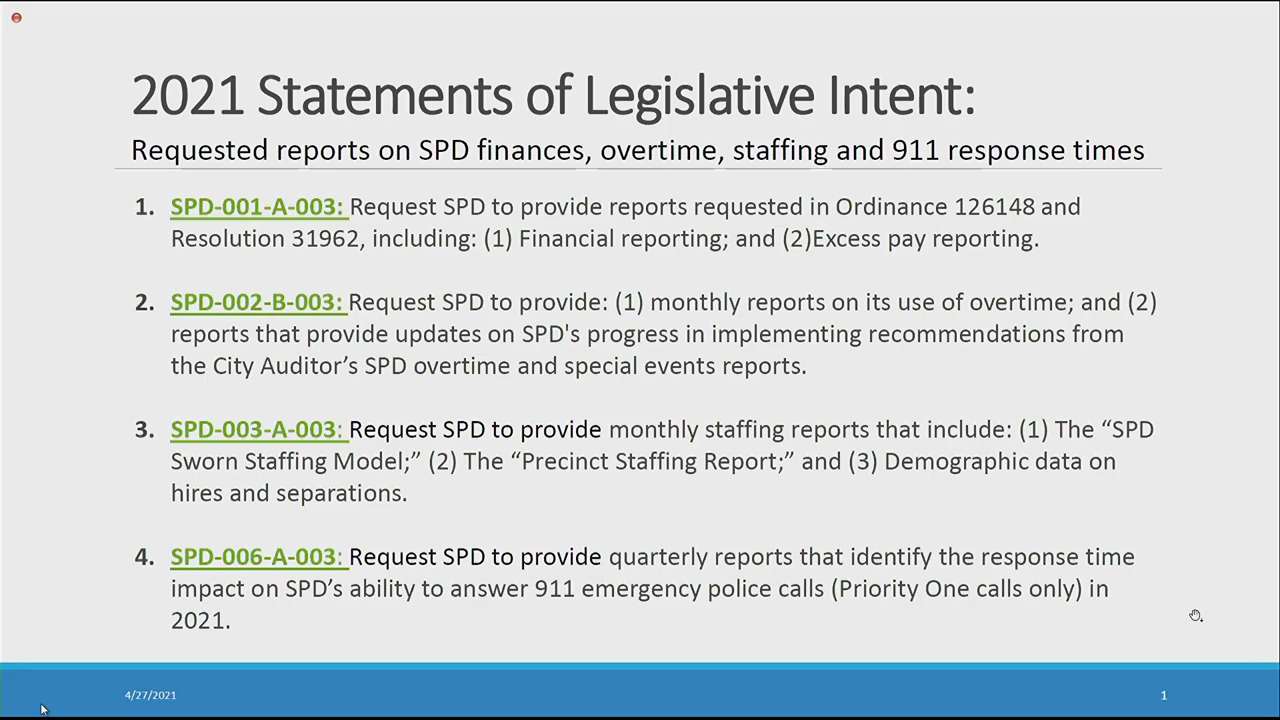 2021 Statements of Legislative Intent:
Requested reports on SPD finances, overtime, staffing and 911 response times
1. SPD-001-A-003: Request SPD to provide reports requested in Ordinance 126148 and
Resolution 31962, including: (1) Financial reporting; and (2)Excess pay reporting.
2. SPD-002-B-003: Request SPD to provide: (1) monthly reports on its use of overtime; and (2)
reports that provide updates on SPD's progress in implementing recommendations from
the City Auditor’s SPD overtime and special events reports.
3. SPD-003-A-003: Request SPD to provide monthly staffing reports that include: (1) The “SPD
Sworn Staffing Model;” (2) The “Precinct Staffing Report;” and (3) Demographic data on
hires and separations.
4. SPD-006-A-003: Request SPD to provide quarterly reports that identify the response time
impact on SPD’s ability to answer 911 emergency police calls (Priority One calls only) in
2021.
4/27/2021
1